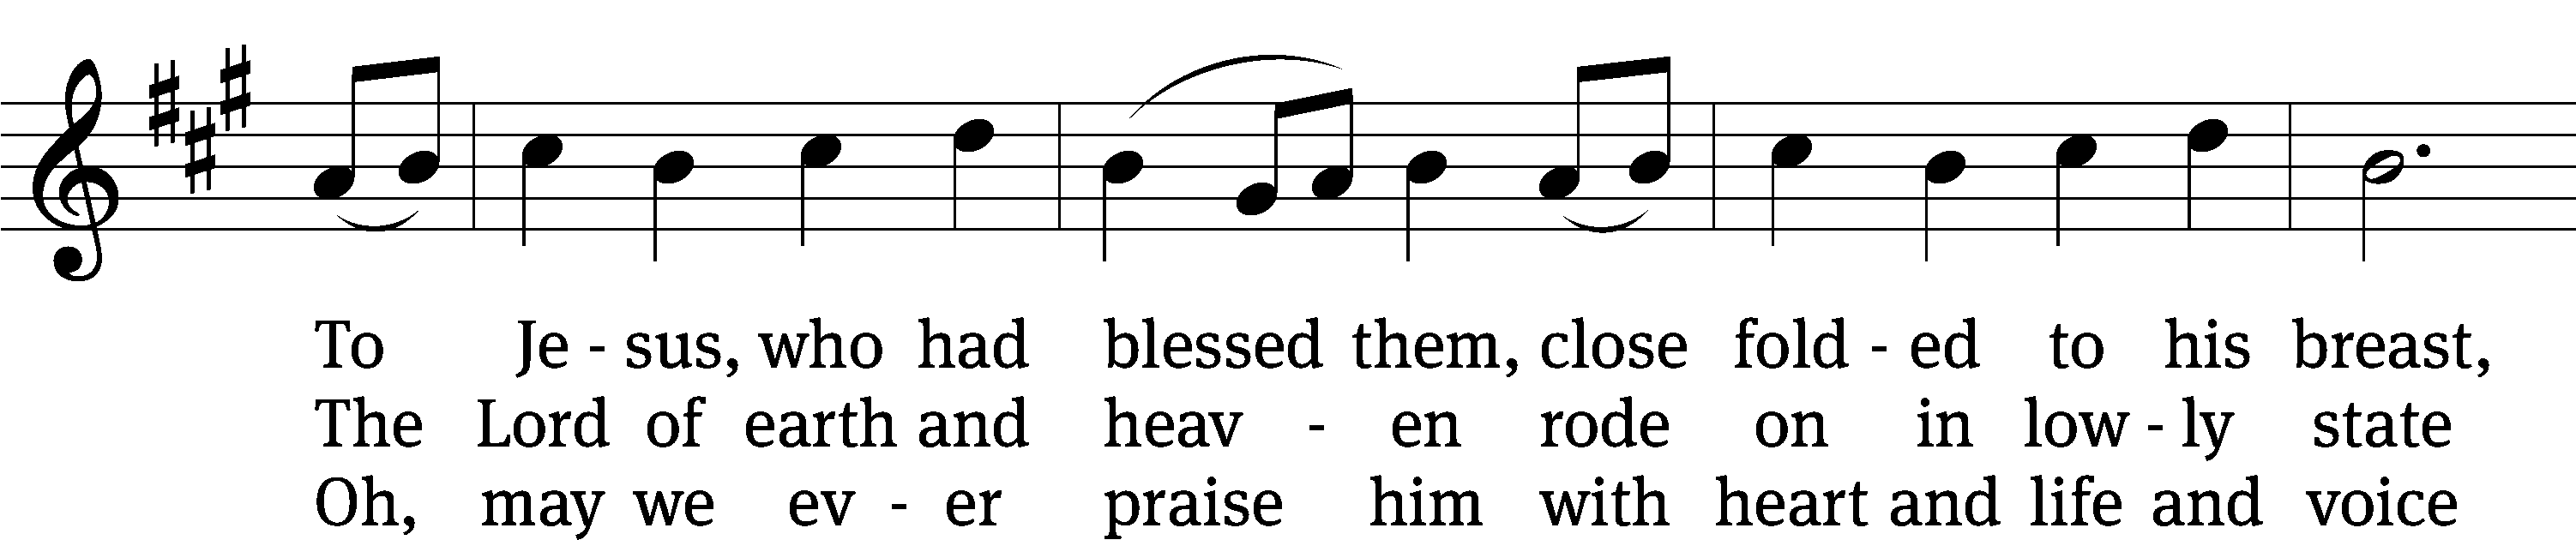 To Je - sus, who had blessed them, close fold - ed to his breast,
The Lord of earth and heav - en rode on in low - ly state
Oh, may we ev - er praise him with heart and life and voice